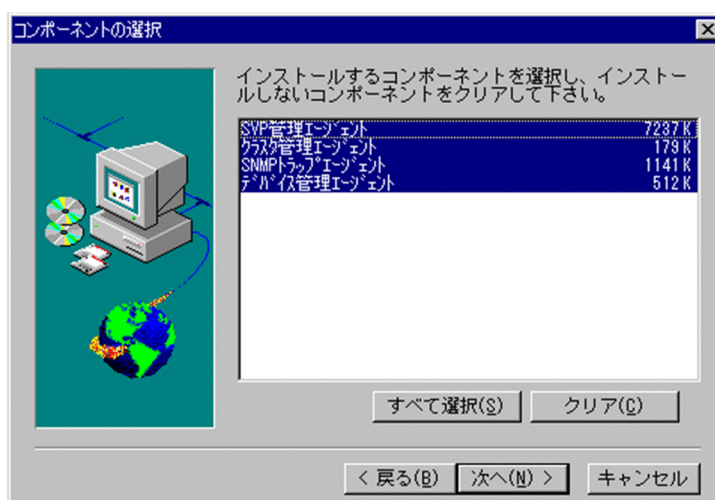 コンポーネントの選択
インストールするコンポーネントを選択し、インストー
ルしないコンポーネントをクリアして下さい。
SVP管理ｴｰｼﾞｪﾝﾄ 7237 K
ｸﾗｽﾀ管理ｴｰｼﾞｪﾝﾄ 179 K
SNMPﾄﾗｯﾌﾟｴｰｼﾞｪﾝﾄ 1141 K
ﾃﾞﾊﾞｲｽ管理ｴｰｼﾞｪﾝﾄ 512 K
すべて選択(S) クリア(C)
< 戻る(B) 次へ(N) > キャンセル